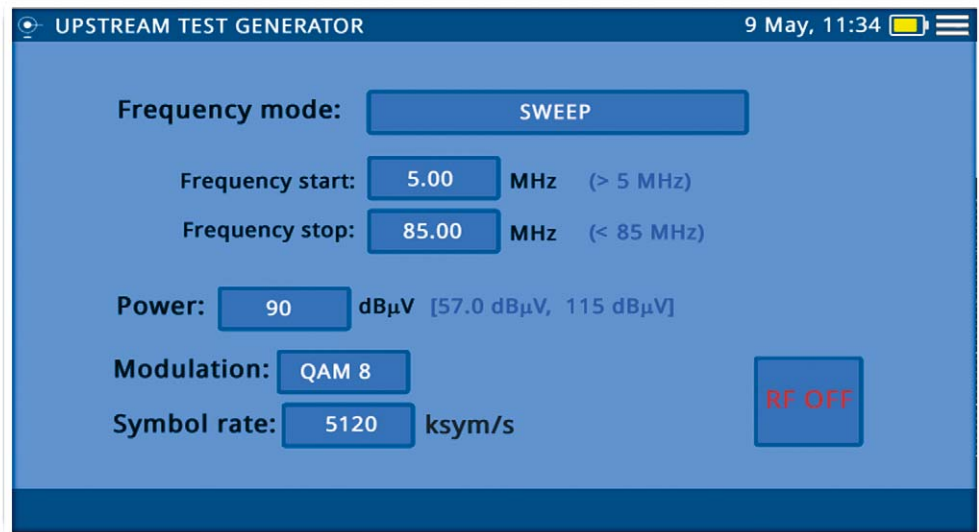 UPSTREAM TEST GENERATOR 9 May, 11:34
Frequency mode: SWEEP
Frequency start: 5.00 MHz (> 5 MHz)
Frequency stop: 85.00 MHz (< 85 MHz)
Power: 90 dBµV [57.0 dBµV, 115 dBµV]
Modulation: QAM 8
RF OFF
Symbol rate: 5120 ksym/s